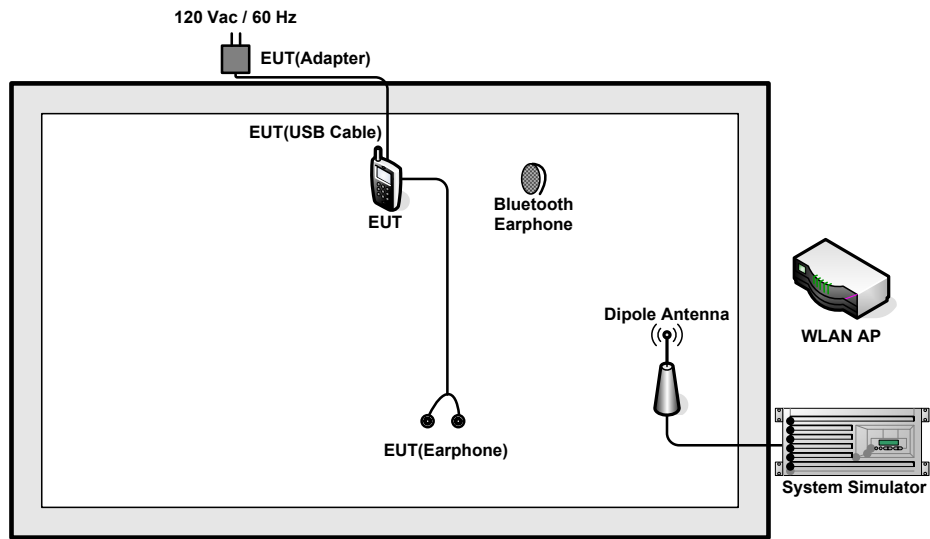 120 Vac / 60 Hz
EUT(Adapter)
EUT(USB Cable)
EUT
Bluetooth
Earphone
Dipole Antenna
WLAN AP
EUT(Earphone)
System Simulator